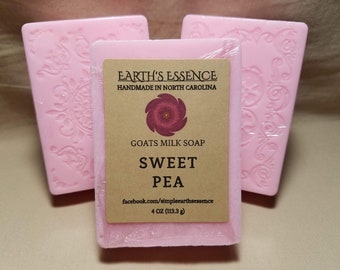 EARTH'S ESSENCE
HANDMADE IN NORTH CAROLINA
GOATS MILK SOAP
SWEET
PEA
facebook.com/simpleearthsessence
4 OZ (113.3 g)